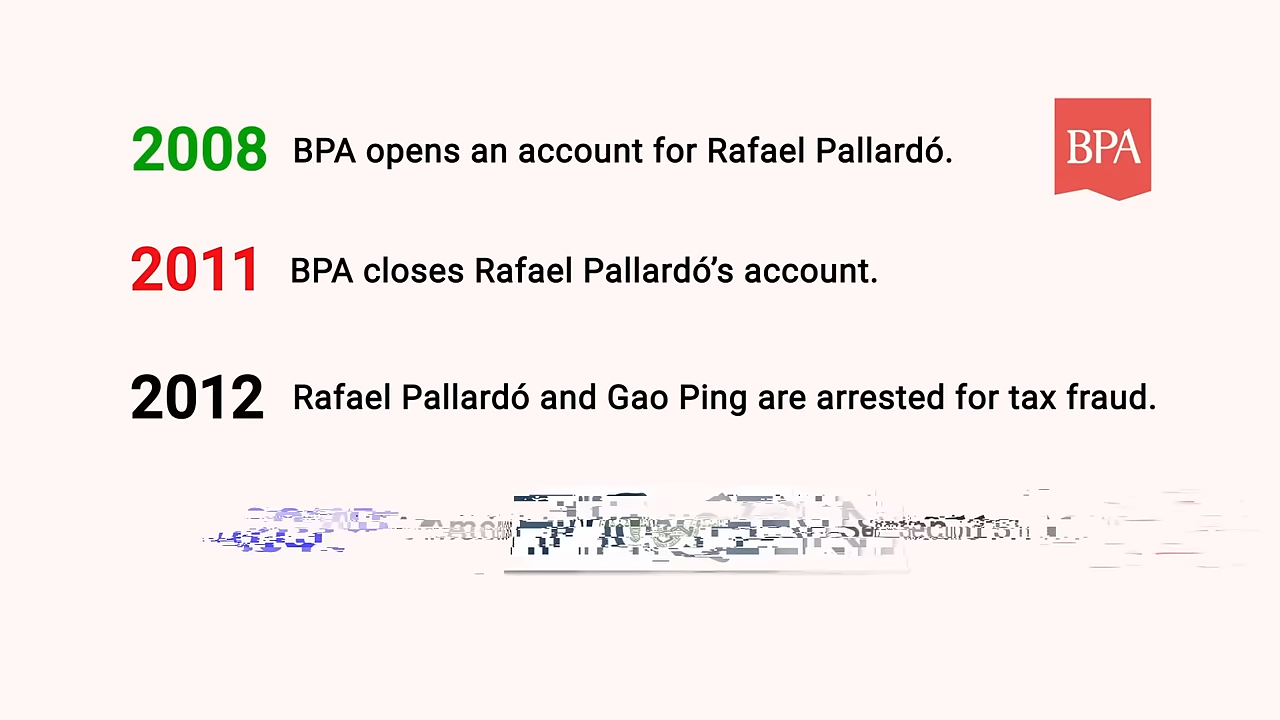 2008 BPA opens an account for Rafael Pallardó.
BPA
2011 BPA closes Rafael Pallardó’s account.
2012 Rafael Pallardó and Gao Ping are arrested for tax fraud.